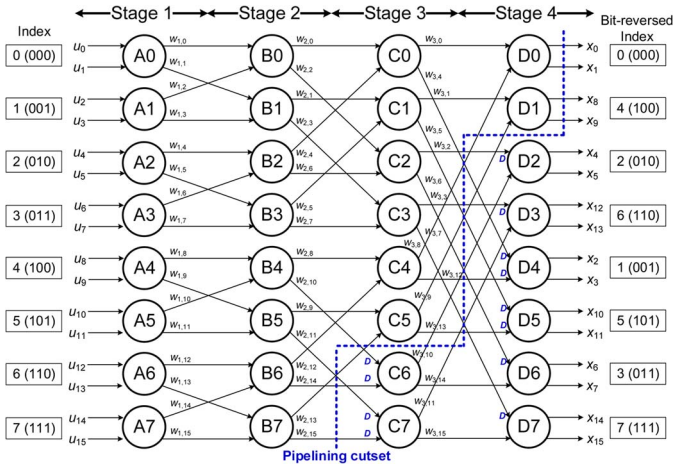 Stage 1 Stage 2 Stage 3 Stage 4
Index
Bit-reversed
Index
0 (000) u0 A0 w1,0 B0 w2,0 C0 w3,0 D0 x0 0 (000)
u1 w1,1 w2,2 w3,4 x1
w1,2 w3,1
1 (001) u2 A1 B1 w2,1 C1 D1 x8 4 (100)
u3 w1,3 w2,3 w3,5 x9
2 (010) u4 A2 w1,4 B2 w2,4 C2 w3,2 D D2 x4 2 (010)
u5 w1,5 w2,6 w3,6 x5
w1,6 w3,3
3 (011) u6 A3 B3 w2,5 C3 D D3 x12 6 (110)
u7 w1,7 w2,7 w3,7 x13
4 (100) u8 A4 w1,8 B4 w2,8 w3,8 C4 D D4 x2 1 (001)
u9 w1,9 w2,10 w3,12 D x3
w1,10 w3,9
5 (101) u10 A5 B5 w2,9 C5 D D5 x10 5 (101)
u11 w1,11 w2,11 w3,13 D x11
w3,10
6 (110) u12 A6 w1,12 B6 w2,12 D C6 D D6 x6 3 (011)
u13 w1,13 w2,14 D w3,14 x7
w1,14 w3,11
7 (111) u14 A7 B7 w2,13 D C7 D D7 x14 7 (111)
u15 w1,15 w2,15 D w3,15 x15
Pipelining cutset